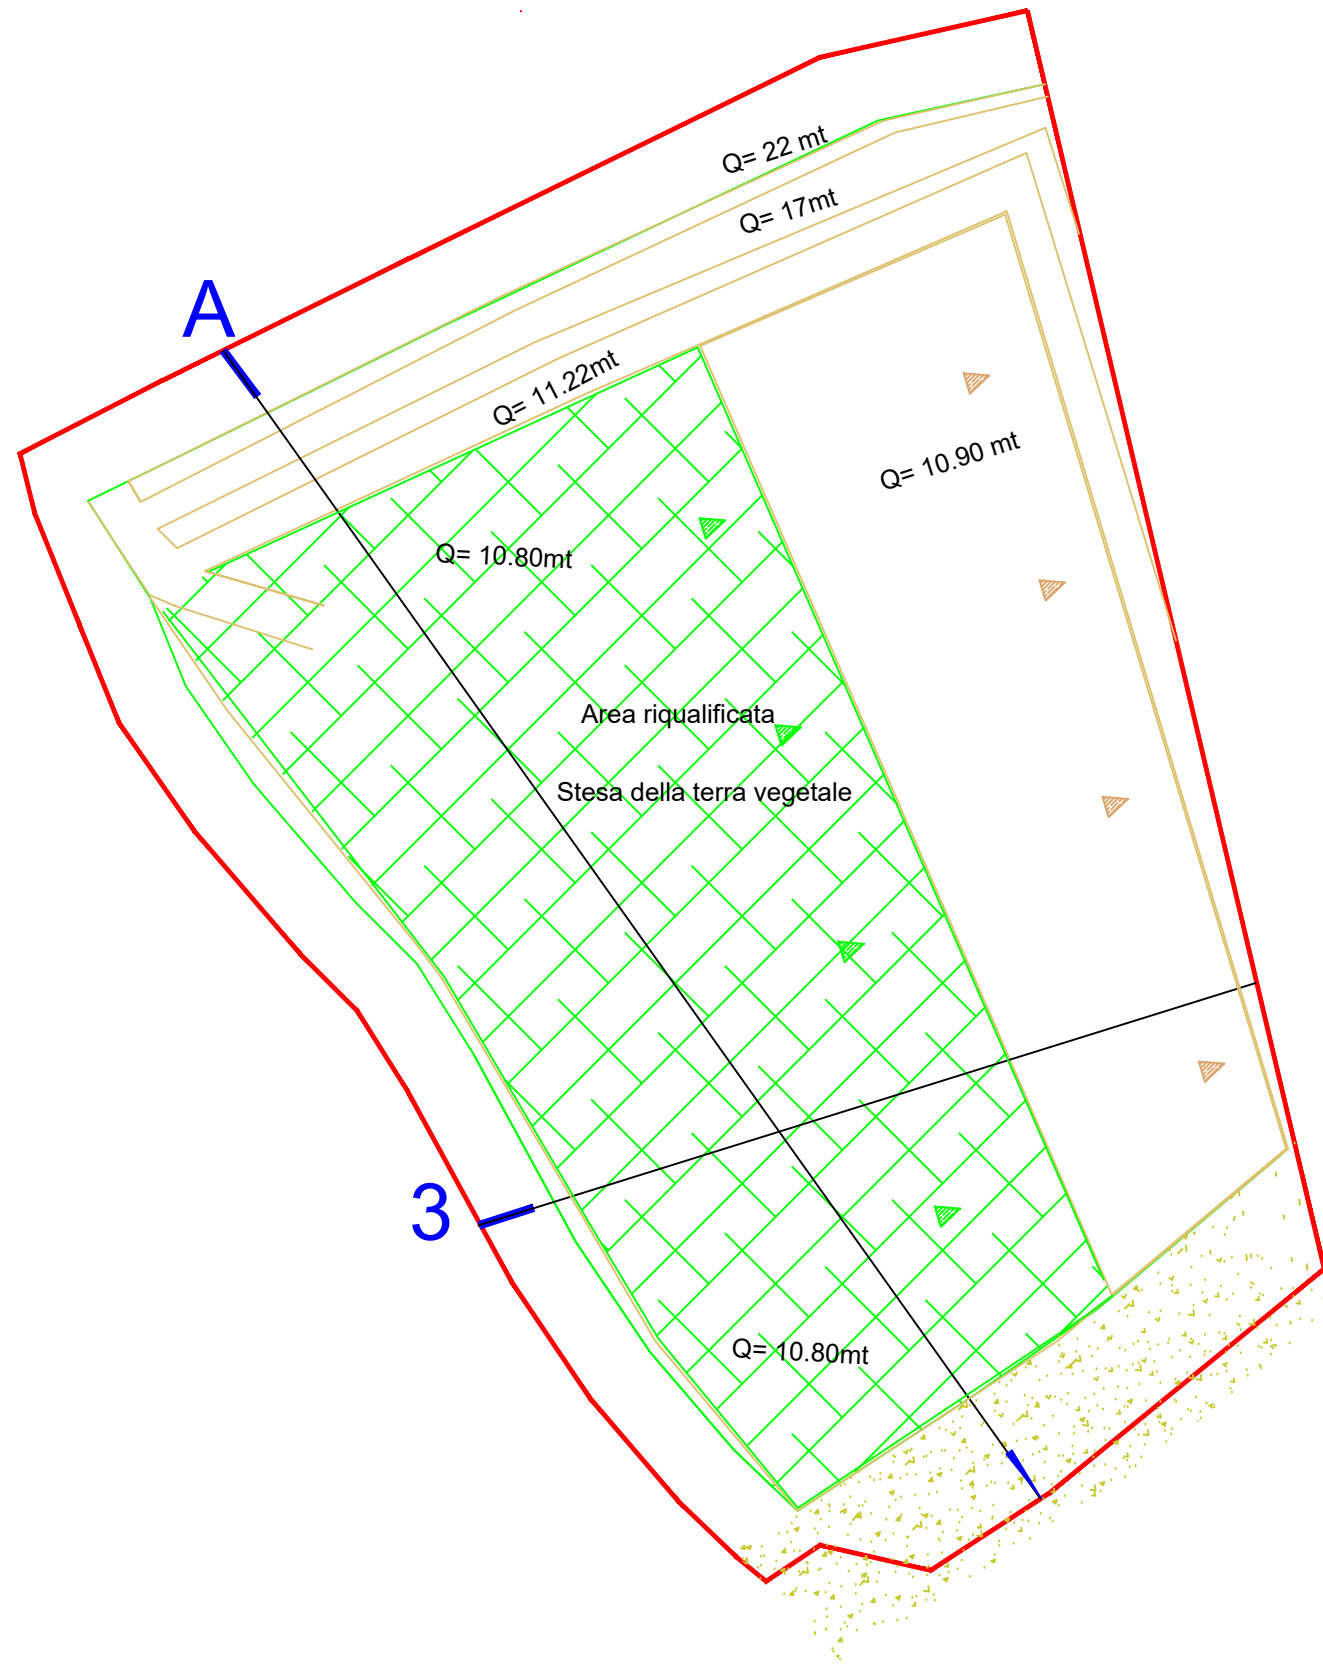 Q= 22 mt
Q= 17mt
A
Q= 11.22mt
Q= 10.90 mt
Q= 10.80mt
Area riqualificata
Stesa della terra vegetale
3
Q= 10.80mt